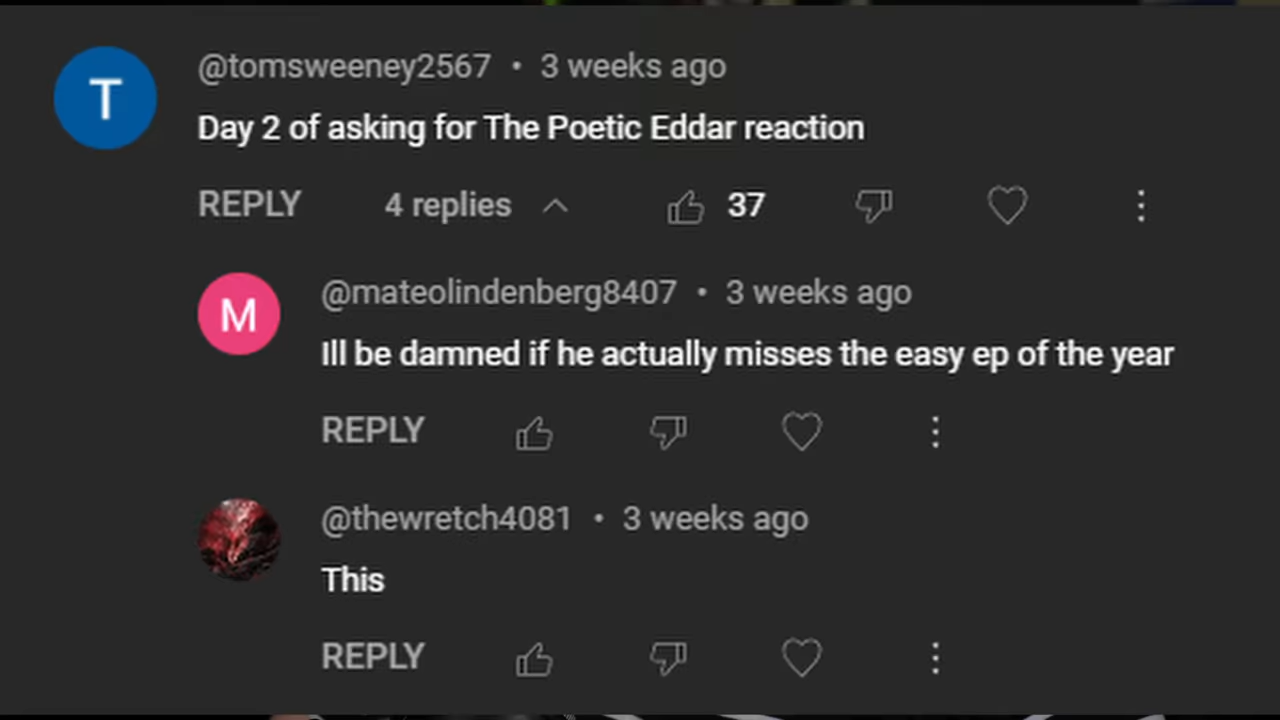 T
@tomsweeney2567 • 3 weeks ago
Day 2 of asking for The Poetic Eddar reaction
REPLY 4 replies 37
M
@mateolindenberg8407 • 3 weeks ago
Ill be damned if he actually misses the easy ep of the year
REPLY
@thewretch4081 • 3 weeks ago
This
REPLY